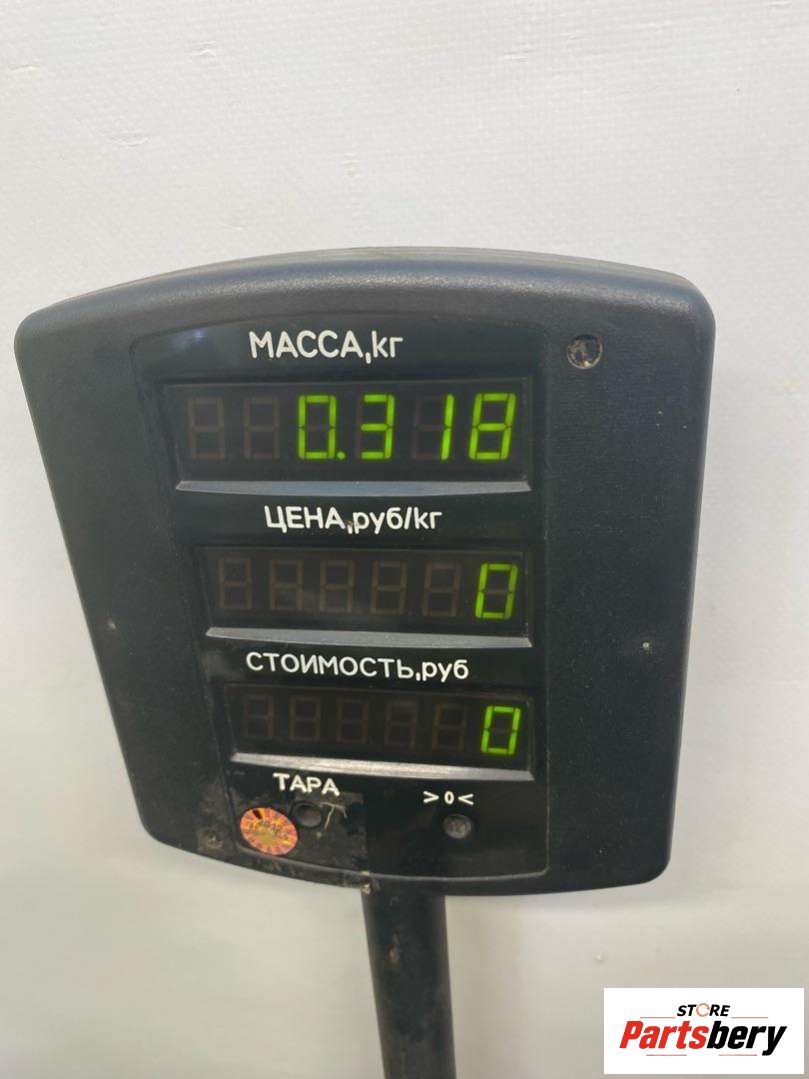 МАССА,кг
0.318
ЦЕНА,руб/кг
0
СТОИМОСТЬ,руб
0
ТАРА
>0<
STORE
Partsbery